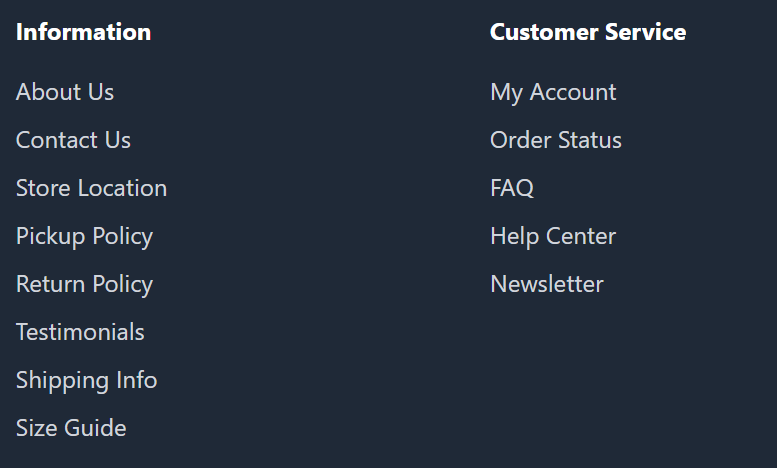 Information
About Us
Contact Us
Store Location
Pickup Policy
Return Policy
Testimonials
Shipping Info
Size Guide
Customer Service
My Account
Order Status
FAQ
Help Center
Newsletter